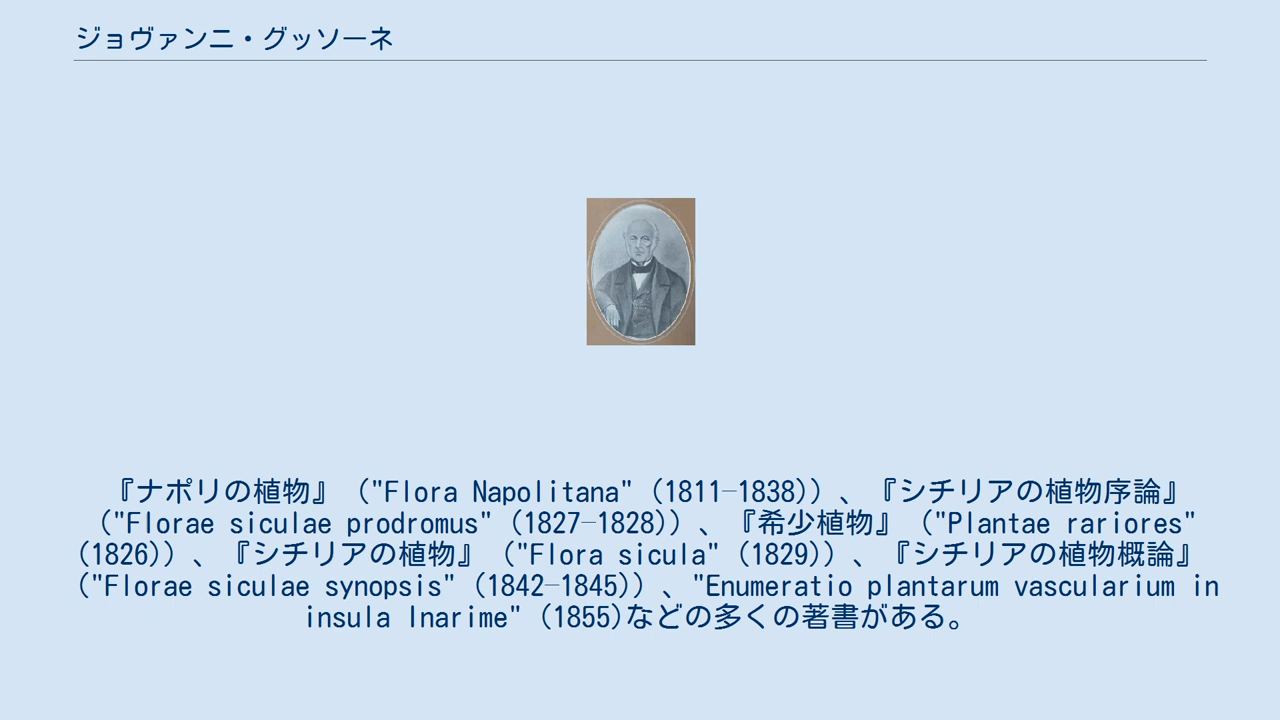 ジョヴァンニ・グッソーネ
『ナポリの植物』（"Flora Napolitana"（1811–1838））、『シチリアの植物序論』
（"Florae siculae prodromus"（1827–1828））、『希少植物』（"Plantae rariores"
（1826））、『シチリアの植物』（"Flora sicula"（1829））、『シチリアの植物概論』
（"Florae siculae synopsis"（1842–1845））、"Enumeratio plantarum vascularium in
insula lnarime"（1855）などの多くの著書がある。